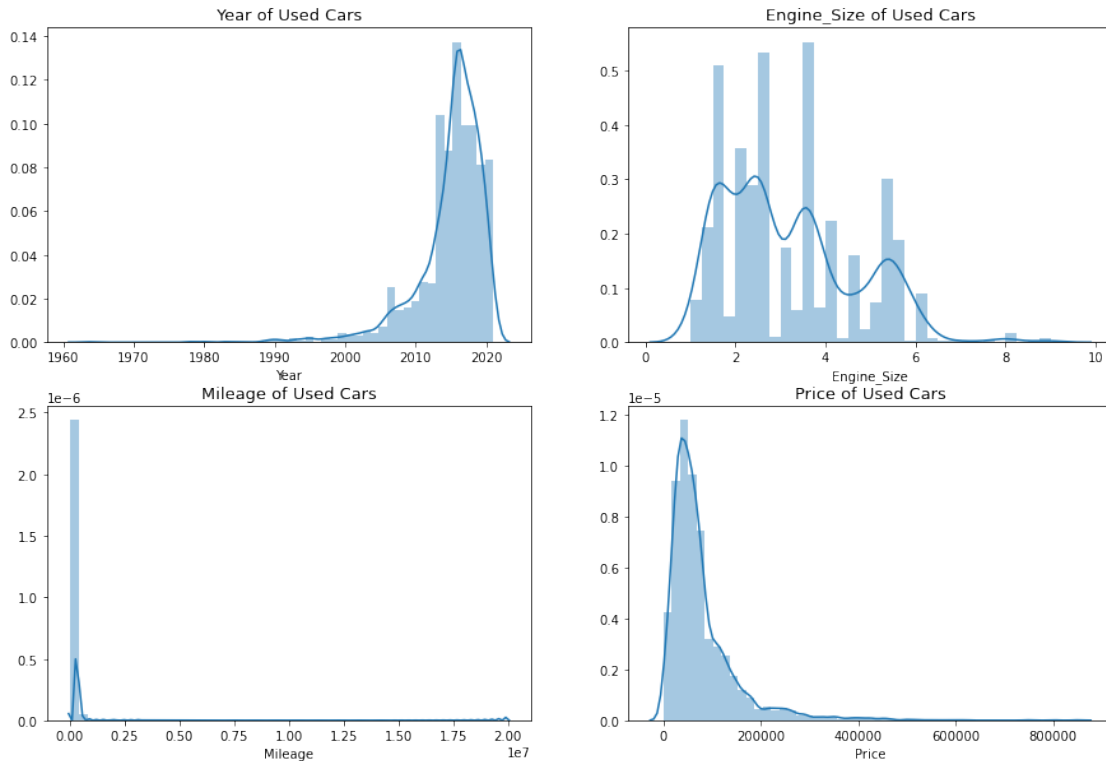 Year of Used Cars
0.14
0.12
0.10
0.08
0.06
0.04
0.02
0.00
1960 1970 1980 1990 2000 2010 2020
Year
Engine_Size of Used Cars
0.5
0.4
0.3
0.2
0.1
0.0
0 2 4 6 8 10
Engine_Size
Mileage of Used Cars
1e-6
2.5
2.0
1.5
1.0
0.5
0.0
0.00 0.25 0.50 0.75 1.00 1.25 1.50 1.75 2.00
1e7
Mileage
Price of Used Cars
1e-5
1.2
1.0
0.8
0.6
0.4
0.2
0.0
0 200000 400000 600000 800000
Price